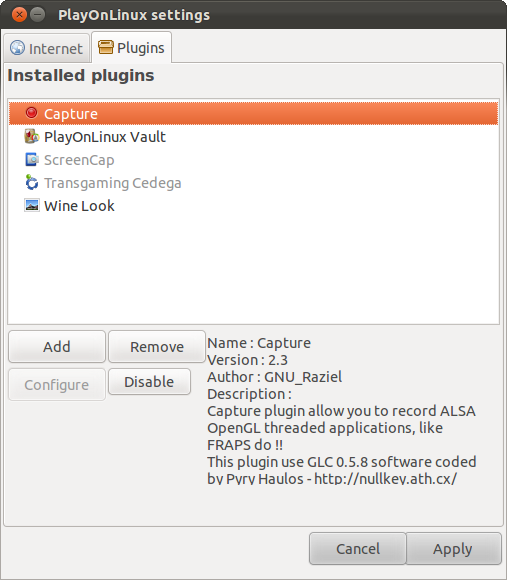 PlayOnLinux settings
Internet
Plugins
Installed plugins
Capture
PlayOnLinux Vault
ScreenCap
Transgaming Cedega
Wine Look
Add
Remove
Configure
Disable
Name : Capture
Version : 2.3
Author : GNU_Raziel
Description :
Capture plugin allow you to record ALSA
OpenGL threaded applications, like
FRAPS do !!
This plugin use GLC 0.5.8 software coded
by Pyry Haulos - http://nullkey.ath.cx/
Cancel
Apply